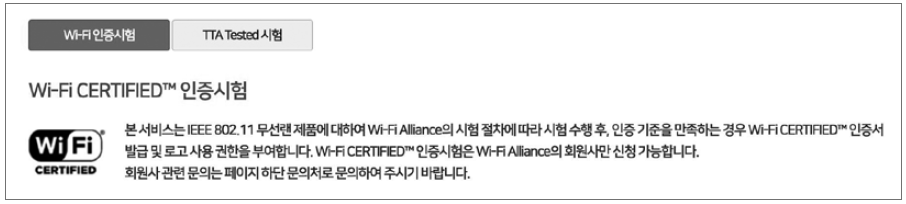 Wi-Fi 인증시험
TTA Tested 시험
Wi-Fi CERTIFIED™ 인증시험
본 서비스는 IEEE 802.11 무선랜 제품에 대하여 Wi-Fi Alliance의 시험 절차에 따라 시험 수행 후, 인증 기준을 만족하는 경우 Wi-Fi CERTIFIED™ 인증서
발급 및 로고 사용 권한을 부여합니다. Wi-Fi CERTIFIED™ 인증시험은 Wi-Fi Alliance의 회원사만 신청 가능합니다.
회원사 관련 문의는 페이지 하단 문의처로 문의하여 주시기 바랍니다.
Wi Fi®
CERTIFIED